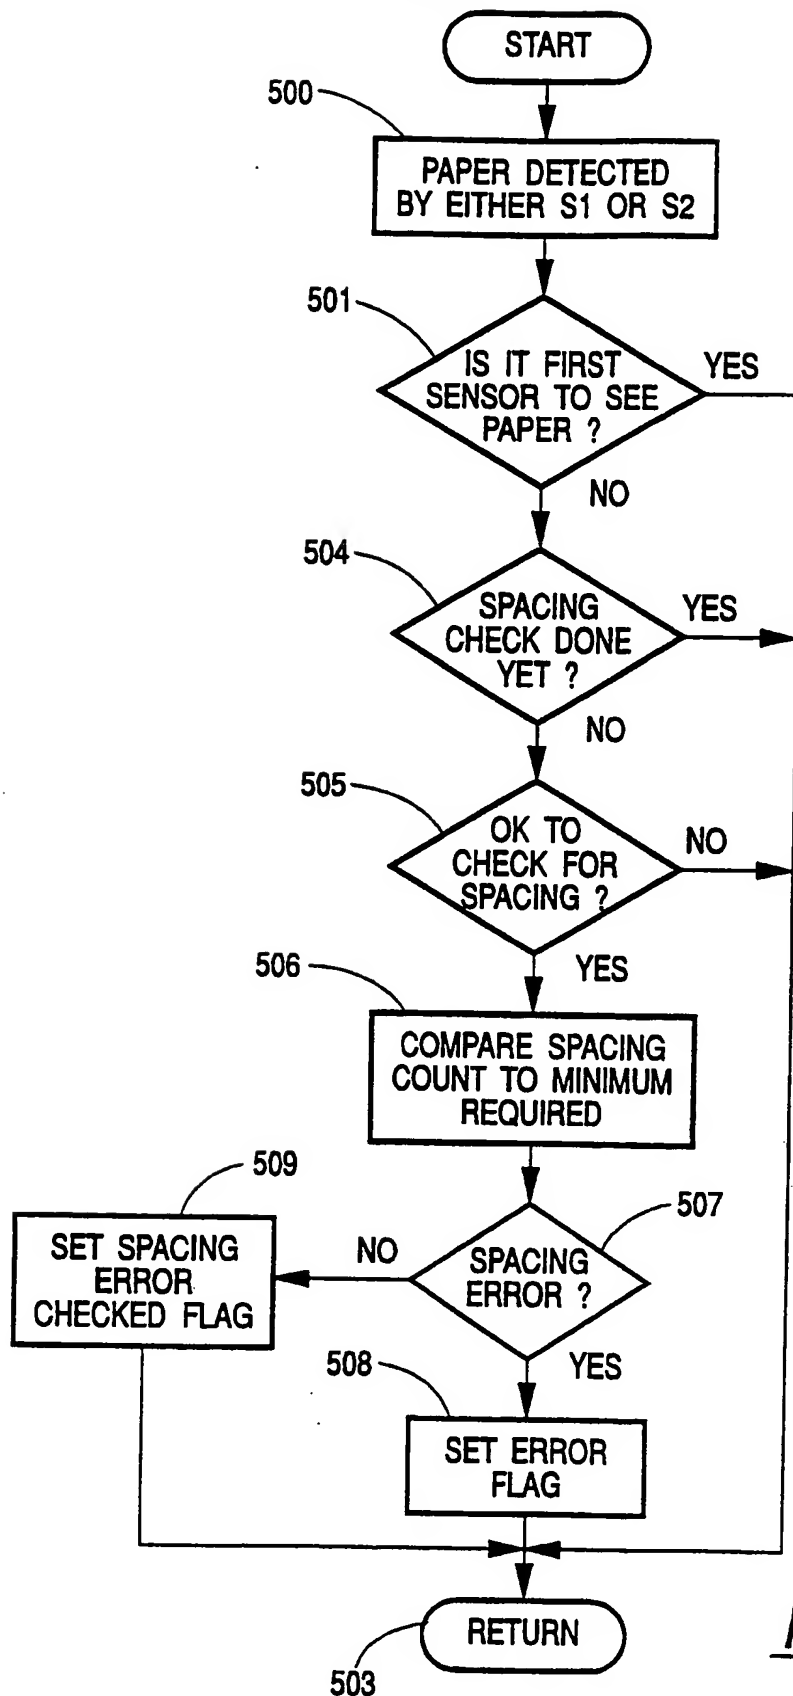 START
500
PAPER DETECTED
BY EITHER S1 OR S2
501
IS IT FIRST
SENSOR TO SEE
PAPER ?
YES
NO
504
SPACING
CHECK DONE
YET ?
YES
NO
505
OK TO
CHECK FOR
SPACING ?
NO
YES
506
COMPARE SPACING
COUNT TO MINIMUM
REQUIRED
509
507
SET SPACING
ERROR
CHECKED FLAG
NO
SPACING
ERROR ?
YES
508
SET ERROR
FLAG
RETURN
503